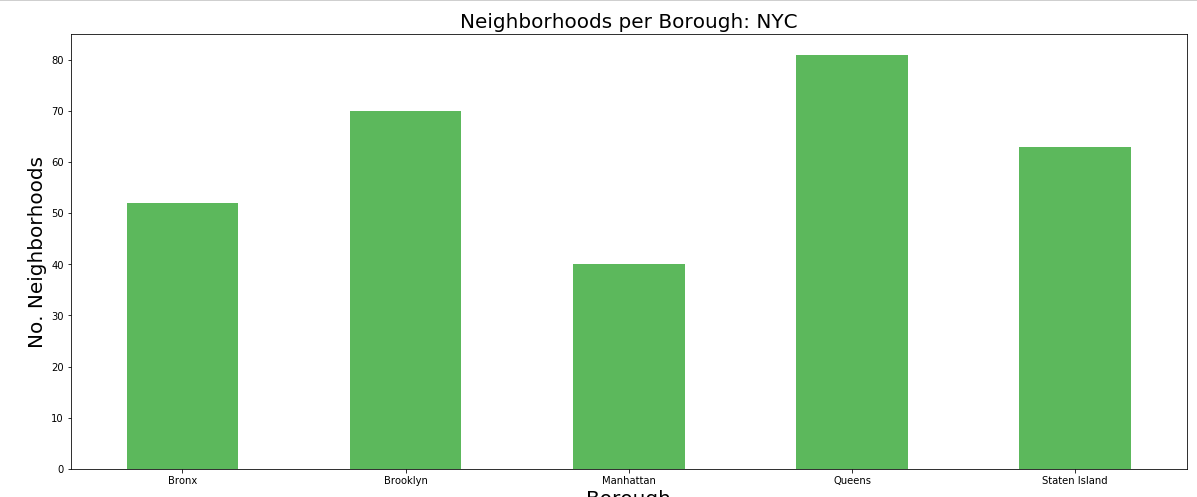 Neighborhoods per Borough: NYC
No. Neighborhoods
80
70
60
50
40
30
20
10
0
Bronx Brooklyn Manhattan Queens Staten Island
Borough